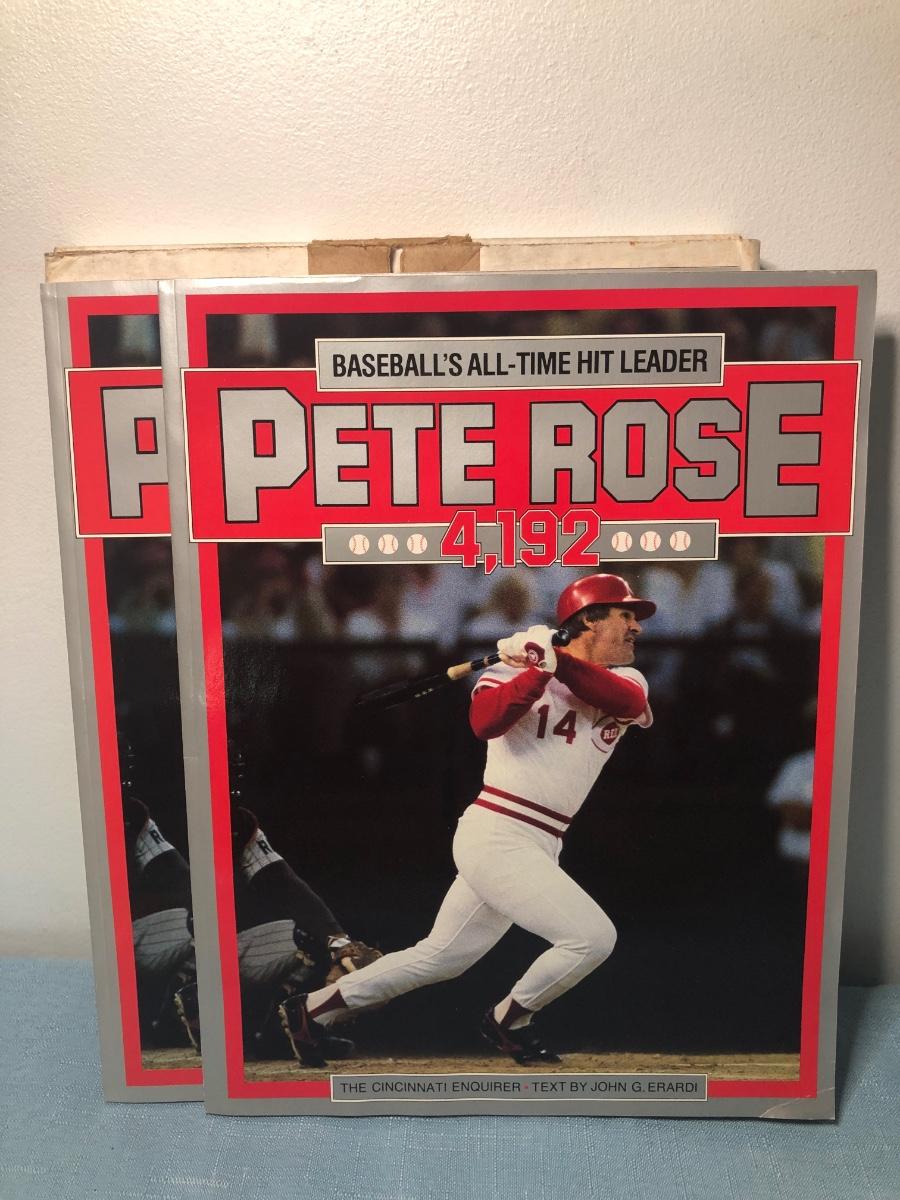 BASEBALL'S ALL-TIME HIT LEADER
PETE ROSE
4,192
14
THE CINCINNATI ENQUIRER • TEXT BY JOHN G. ERARDI
P